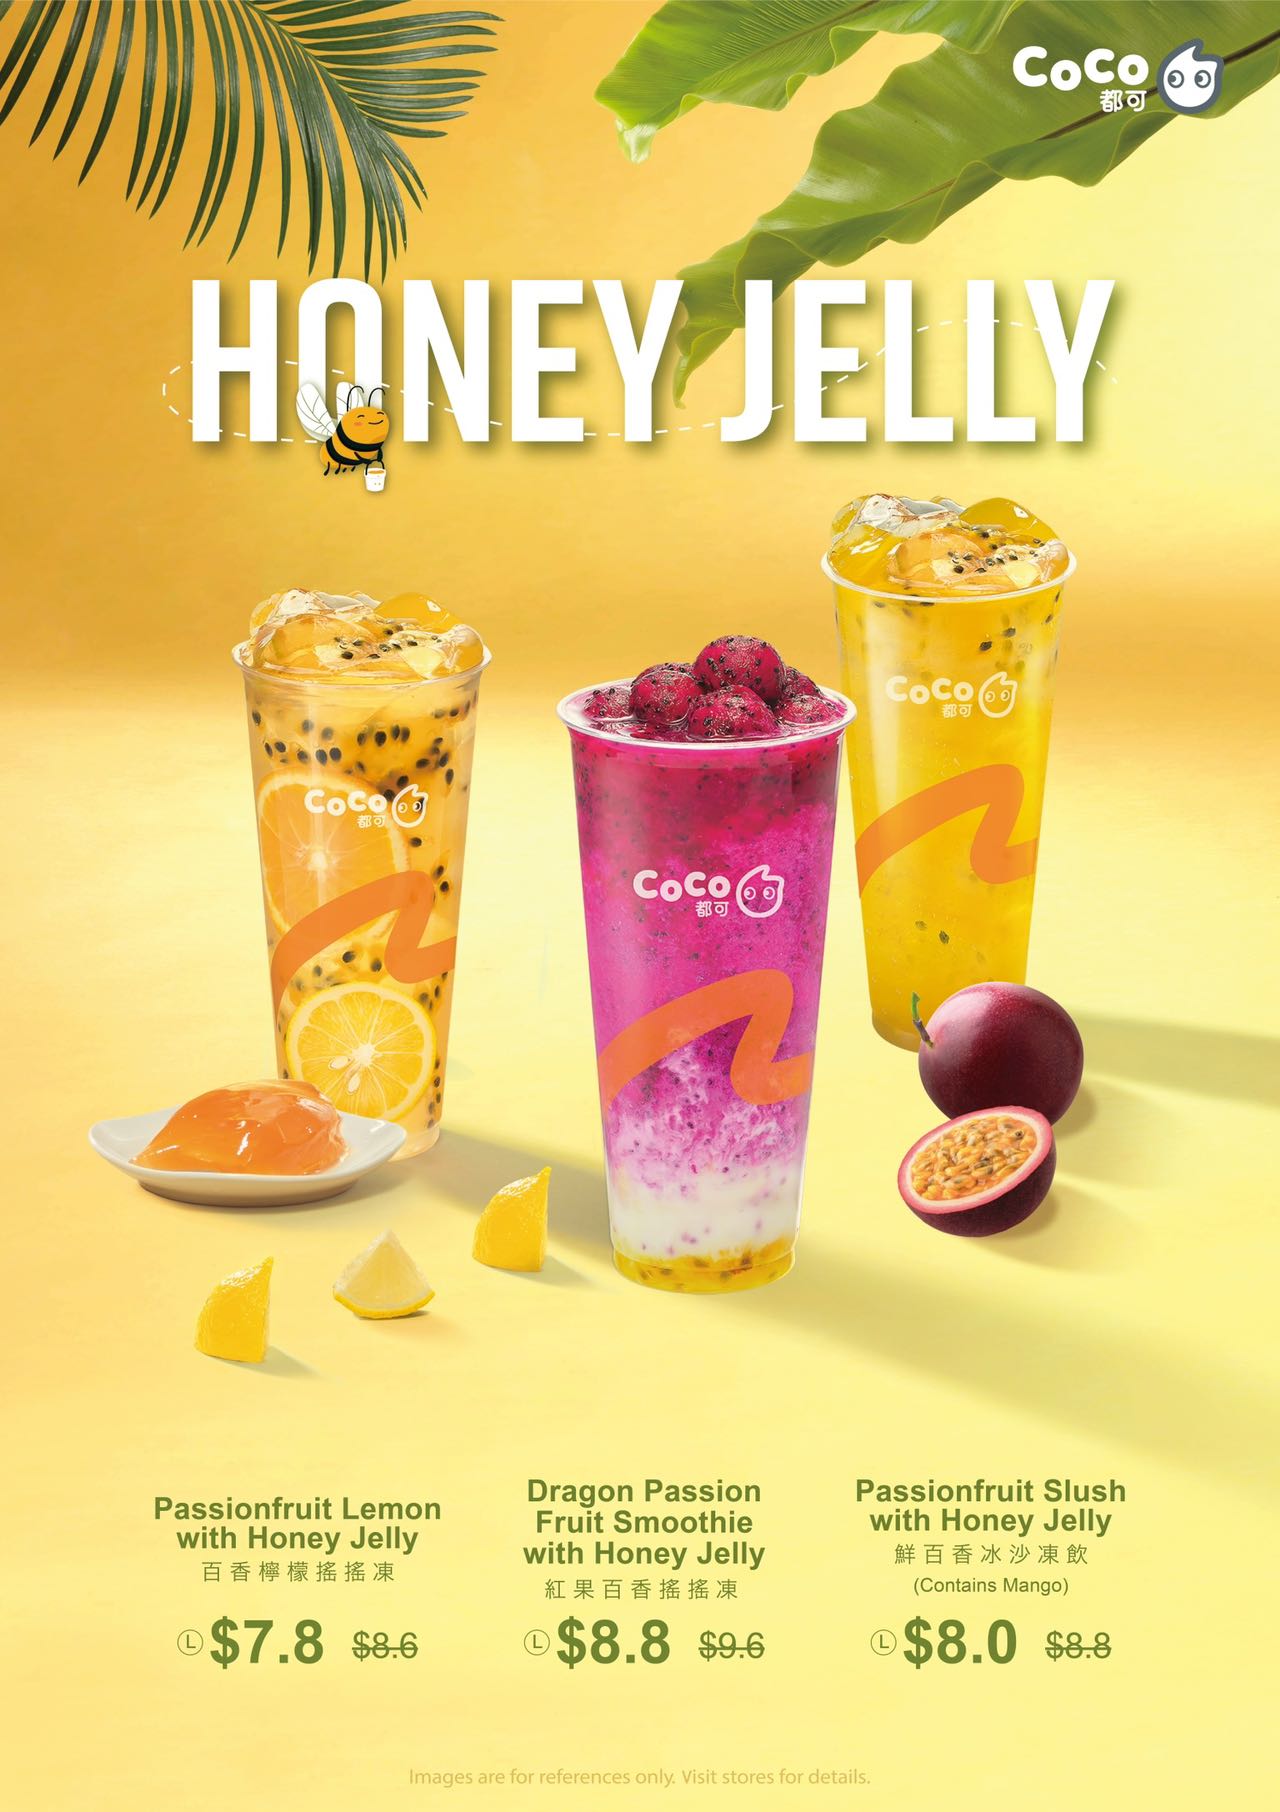 CoCo
都可
HONEY JELLY
CoCo
都可
CoCo
都可
CoCo
都可
Passionfruit Lemon
with Honey Jelly
百香檸檬搖搖凍
Ⓛ $7.8 $8.6
Dragon Passion
Fruit Smoothie
with Honey Jelly
紅果百香搖搖凍
Ⓛ $8.8 $9.6
Passionfruit Slush
with Honey Jelly
鮮百香冰沙凍飲
(Contains Mango)
Ⓛ $8.0 $8.8
Images are for references only. Visit stores for details.